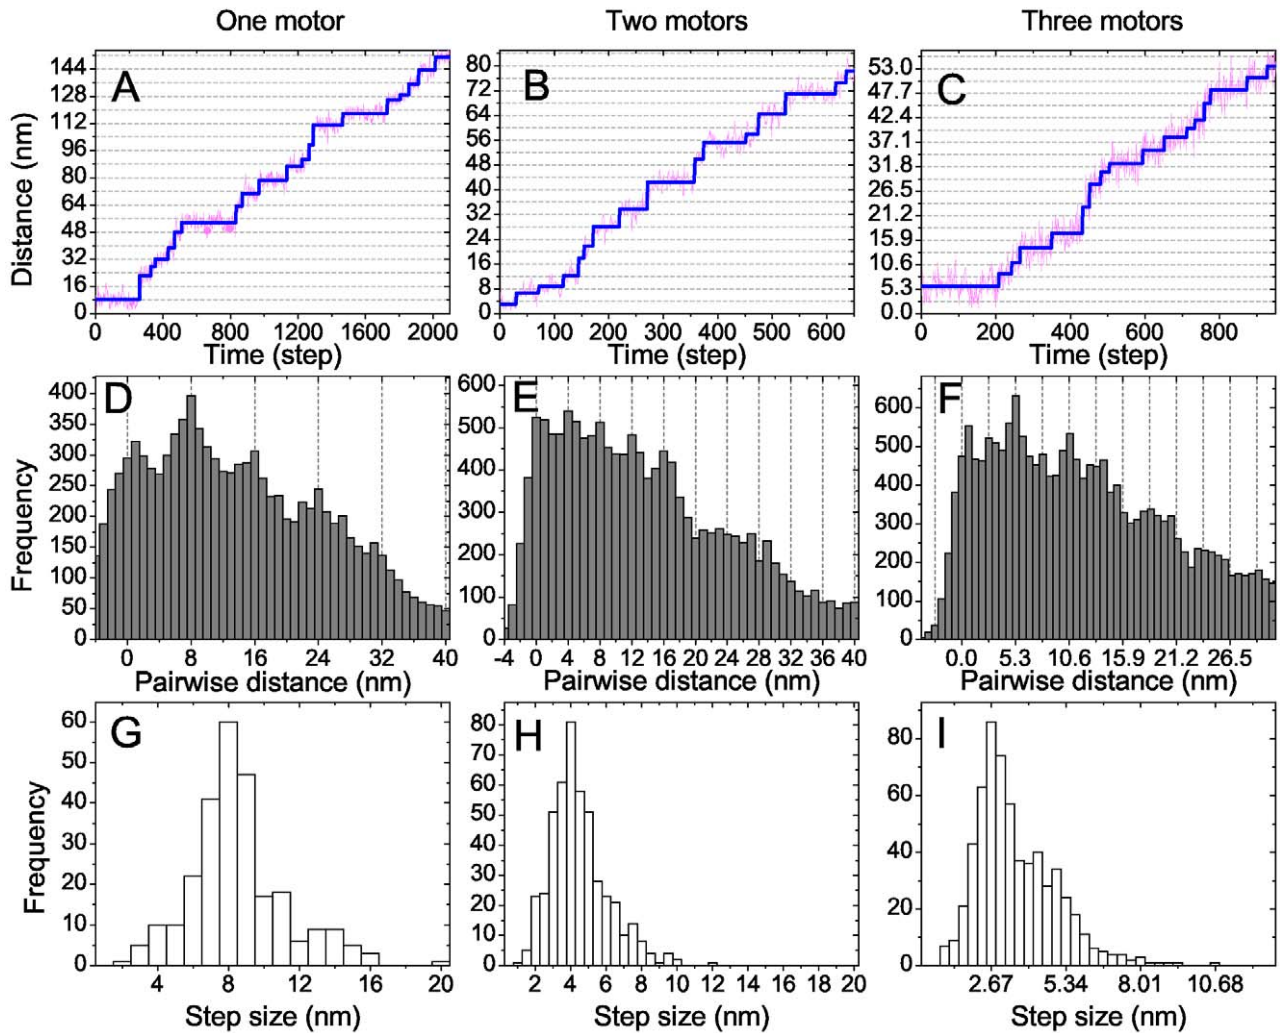 One motor Two motors Three motors
A B C
Distance (nm)
144 128 112 96 80 64 48 32 16 0
80 72 64 56 48 40 32 24 16 8 0
53.0 47.7 42.4 37.1 31.8 26.5 21.2 15.9 10.6 5.3 0.0
0 400 800 1200 1600 2000
0 100 200 300 400 500 600
0 200 400 600 800
Time (step) Time (step) Time (step)
D E F
Frequency
400 350 300 250 200 150 100 50 0
600 500 400 300 200 100 0
600 500 400 300 200 100 0
0 8 16 24 32 40
-4 0 4 8 12 16 20 24 28 32 36 40
0.0 5.3 10.6 15.9 21.2 26.5
Pairwise distance (nm) Pairwise distance (nm) Pairwise distance (nm)
G H I
Frequency
60 50 40 30 20 10 0
80 70 60 50 40 30 20 10 0
80 60 40 20 0
4 8 12 16 20
2 4 6 8 10 12 14 16 18 20
2.67 5.34 8.01 10.68
Step size (nm) Step size (nm) Step size (nm)